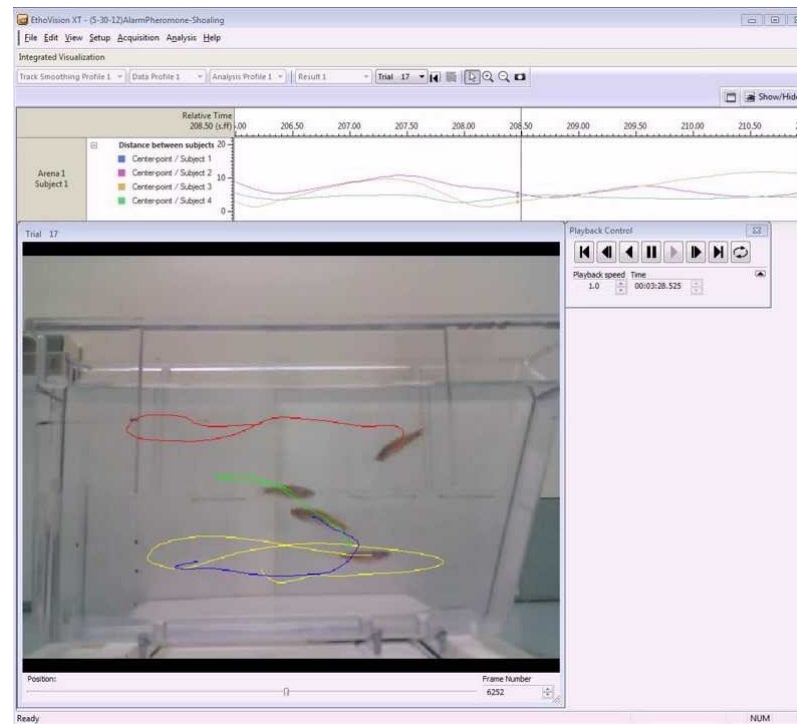 EthoVision XT - (5-30-12)AlarmPheromone-Shoaling
File Edit View Setup Acquisition Analysis Help
Integrated Visualization
Track Smoothing Profile 1 Data Profile 1 Analysis Profile 1 Result 1 Trial 17
Show/Hide
Relative Time
208.50 (s.ff) .00 206.50 207.00 207.50 208.00 208.50 209.00 209.50 210.00 210.50
Distance between subjects 20
Center-point / Subject 1
Center-point / Subject 2 10
Center-point / Subject 3
Center-point / Subject 4
0
Arena 1
Subject 1
Trial 17
Playback Control
Playback speed Time
1.0 00:03:28.525
Position: Frame Number
6252
Ready NUM